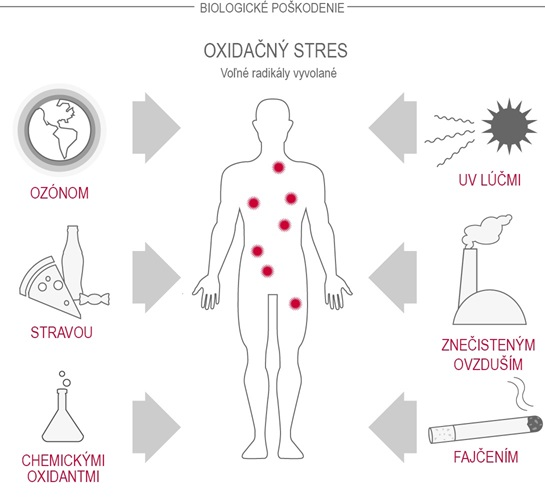 BIOLOGICKÉ POŠKODENIE
OXIDAČNÝ STRES
Voľné radikály vyvolané
OZÓNOM
UV LÚČMI
STRAVOU
ZNEČISTENÝM
OVZDUŠÍM
CHEMICKÝMI
OXIDANTMI
FAJČENÍM